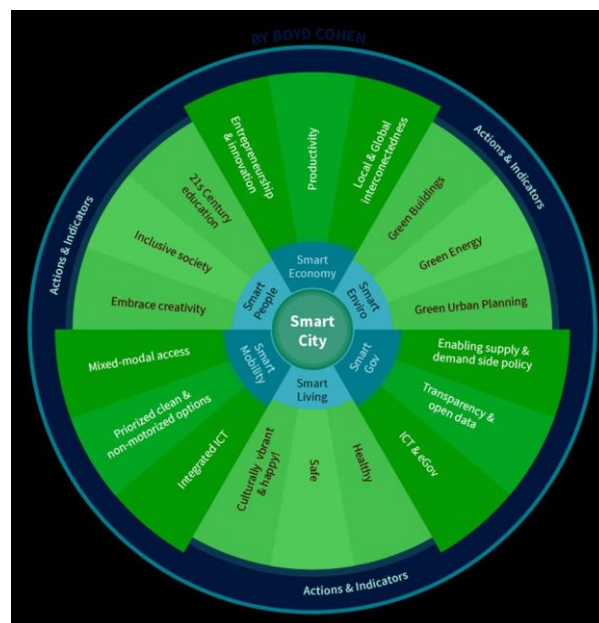 BY BOYD COHEN
Actions & Indicators
Actions & Indicators
Actions & Indicators
Entrepreneurship
& innovation
Productivity
Local & Global
Interconectedness
Green Buildings
Green Energy
Green Urban Planning
Enabling supply &
demand side policy
Transparency &
open data
ICT & eGov
Healthy
Safe
Culturally vbrant
& happy!
Integrated ICT
Priorized clean &
non-motorized options
Mixed-modal access
Embrace creativity
Inclusive society
21s Century
education
Smart
Economy
Smart
Enviro
Smart
Gov
Smart
Living
Smart
Mobility
Smart
People
Smart
City